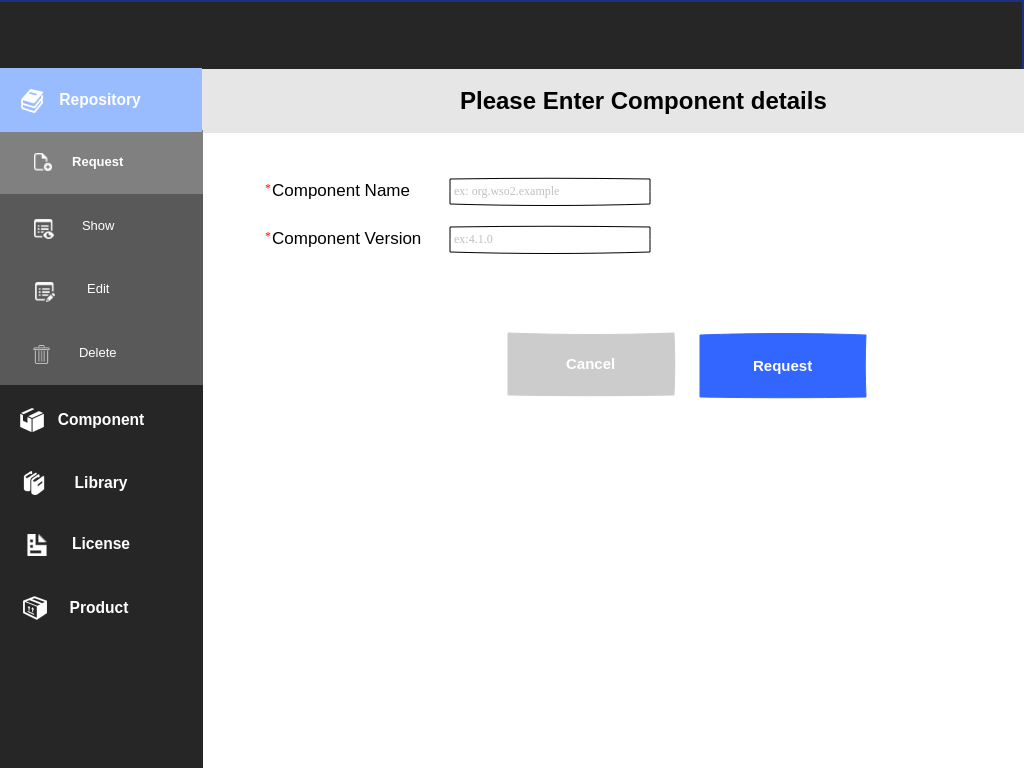 Repository
Please Enter Component details
Request
*Component Name
ex: org.wso2.example
*Component Version
ex:4.1.0
Show
Edit
Delete
Cancel
Request
Component
Library
License
Product